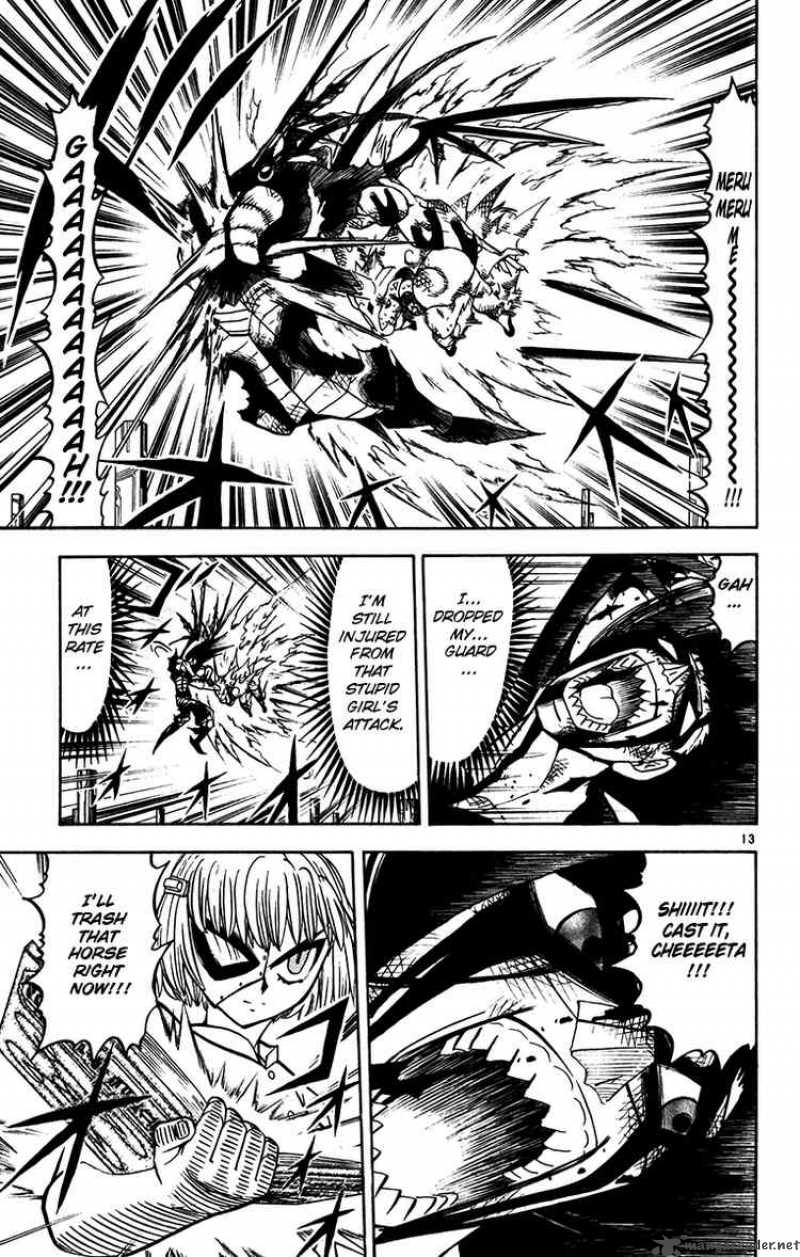 MERU
MERU
ME~~~~~~~~!!!
GAAAAAAAAAAAAAH!!!
GAH
...
I...
DROPPED
MY...
GUARD
...
I'M
STILL
INJURED
FROM
THAT
STUPID
GIRL'S
ATTACK.
AT
THIS
RATE
...
13
SHIIIIT!!!
CAST IT,
CHEEEEETA
!!!
I'LL
TRASH
THAT
HORSE
RIGHT
NOW!!!